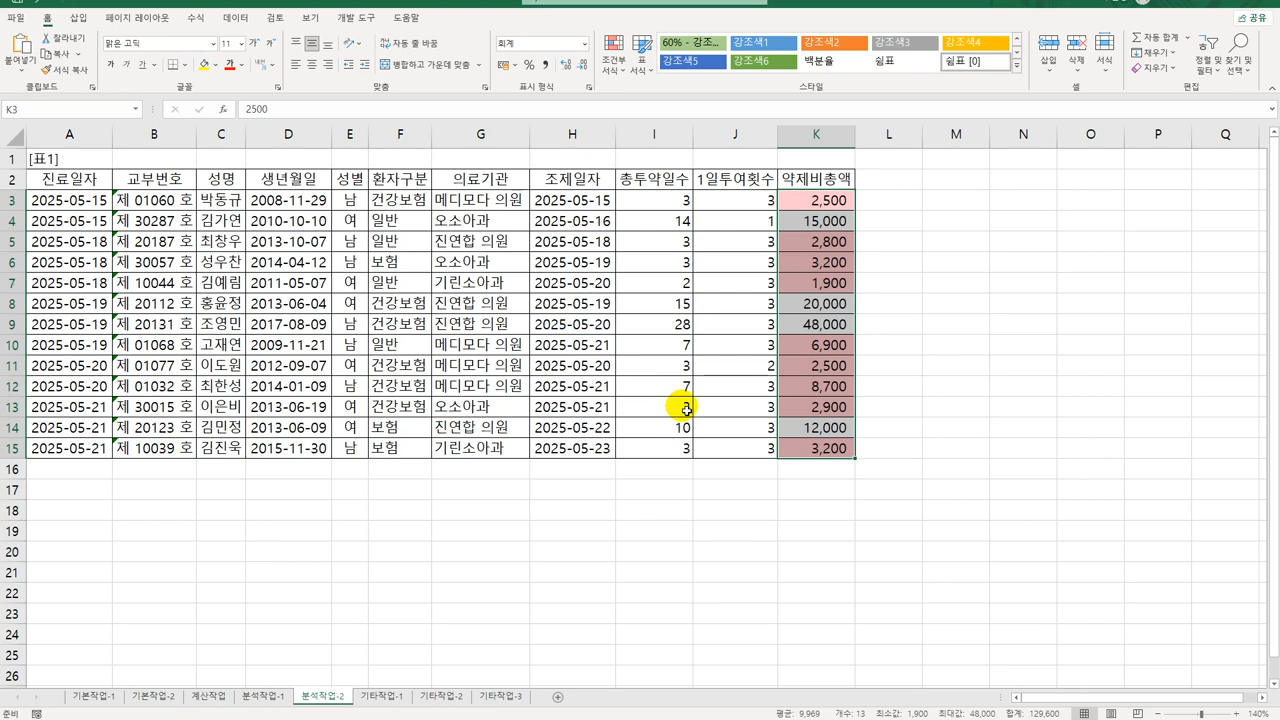 파일 홈 삽입 페이지 레이아웃 수식 데이터 검토 보기 개발 도구 도움말 공유
잘라내기 맑은 고딕 11 자동 줄 바꿈 회계 60% - 강조... 강조색1 강조색2 강조색3 강조색4 자동 합계
붙여넣기 복사 조건부 서식 표 서식 삽입 삭제 서식 채우기 정렬 및 필터 찾기 및 선택
서식 복사 가 가 가 가 병합하고 가운데 맞춤 % 강조색5 강조색6 백분율 쉼표 쉼표 [0] 지우기
클립보드 글꼴 맞춤 표시 형식 스타일 셀 편집
K3 fx 2500
A B C D E F G H I J K L M N O P Q
1 [표1]
2 진료일자 교부번호 성명 생년월일 성별 환자구분 의료기관 조제일자 총투약일수 1일투여횟수 약제비총액
3 2025-05-15 제 01060 호 박동규 2008-11-29 남 건강보험 메디모다 의원 2025-05-15 3 3 2,500
4 2025-05-15 제 30287 호 김가연 2010-10-10 여 일반 오소아과 2025-05-16 14 1 15,000
5 2025-05-18 제 20187 호 최창우 2013-10-07 남 일반 진연합 의원 2025-05-18 3 3 2,800
6 2025-05-18 제 30057 호 성우찬 2014-04-12 남 보험 오소아과 2025-05-19 3 3 3,200
7 2025-05-18 제 10044 호 김예림 2011-05-07 여 일반 기린소아과 2025-05-18 2 3 1,900
8 2025-05-19 제 20112 호 홍윤정 2013-06-04 여 건강보험 진연합 의원 2025-05-19 15 3 20,000
9 2025-05-19 제 20131 호 조영민 2017-08-09 남 건강보험 진연합 의원 2025-05-20 28 3 48,000
10 2025-05-19 제 01068 호 고재연 2009-11-21 남 일반 메디모다 의원 2025-05-21 7 3 6,900
11 2025-05-20 제 01077 호 이도원 2012-09-07 여 건강보험 메디모다 의원 2025-05-20 3 2 2,500
12 2025-05-20 제 01032 호 최한성 2014-01-09 남 건강보험 메디모다 의원 2025-05-21 7 3 8,700
13 2025-05-21 제 30015 호 이은비 2013-06-19 여 건강보험 오소아과 2025-05-21 3 2,900
14 2025-05-21 제 20123 호 김민정 2013-06-09 여 보험 진연합 의원 2025-05-22 10 3 12,000
15 2025-05-21 제 10039 호 김진욱 2015-11-30 남 보험 기린소아과 2025-05-23 3 3 3,200
16
17
18
19
20
21
22
23
24
25
26
기본작업-1 기본작업-2 계산작업 분석작업-1 분석작업-2 기타작업-1 기타작업-2 기타작업-3
준비 평균: 9,969 개수: 13 최소값: 1,900 최대값: 48,000 합계: 129,600 140%